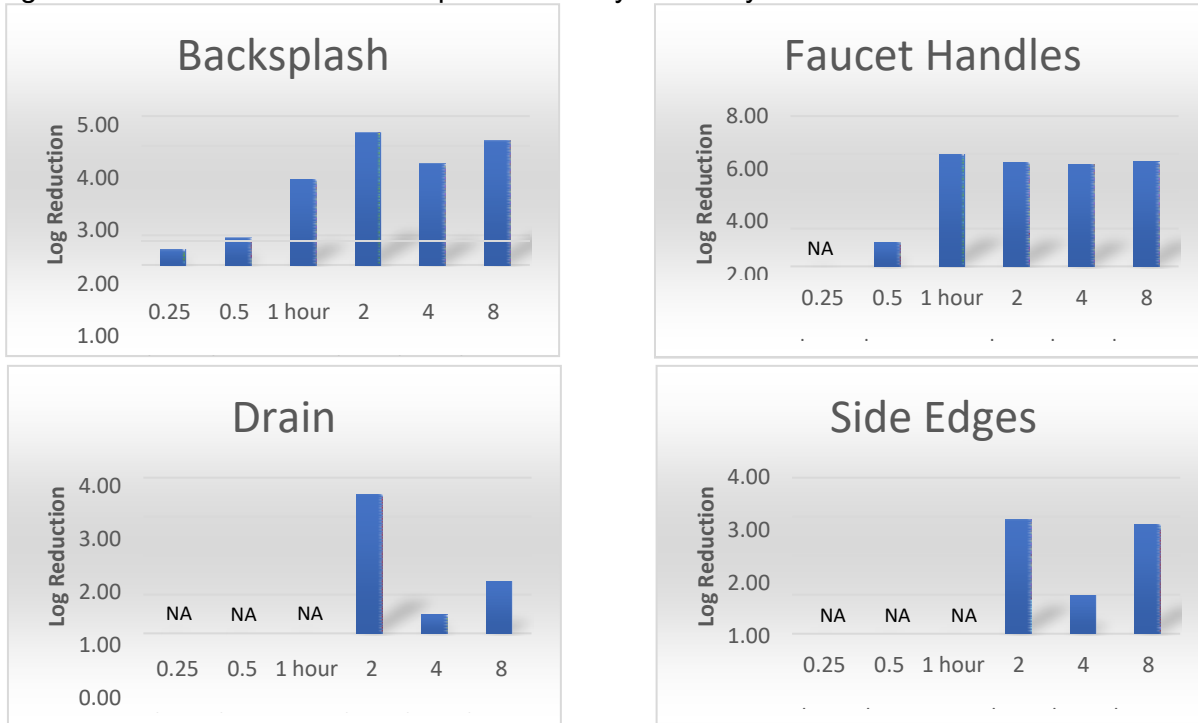 Backsplash
Log Reduction
5.00
4.00
3.00
2.00
1.00
0.25 0.5 1 hour 2 4 8
Faucet Handles
Log Reduction
8.00
6.00
4.00
2.00
NA
0.25 0.5 1 hour 2 4 8
Drain
Log Reduction
4.00
3.00
2.00
1.00
0.00
NA NA NA
0.25 0.5 1 hour 2 4 8
Side Edges
Log Reduction
4.00
3.00
2.00
1.00
NA NA NA
0.25 0.5 1 hour 2 4 8